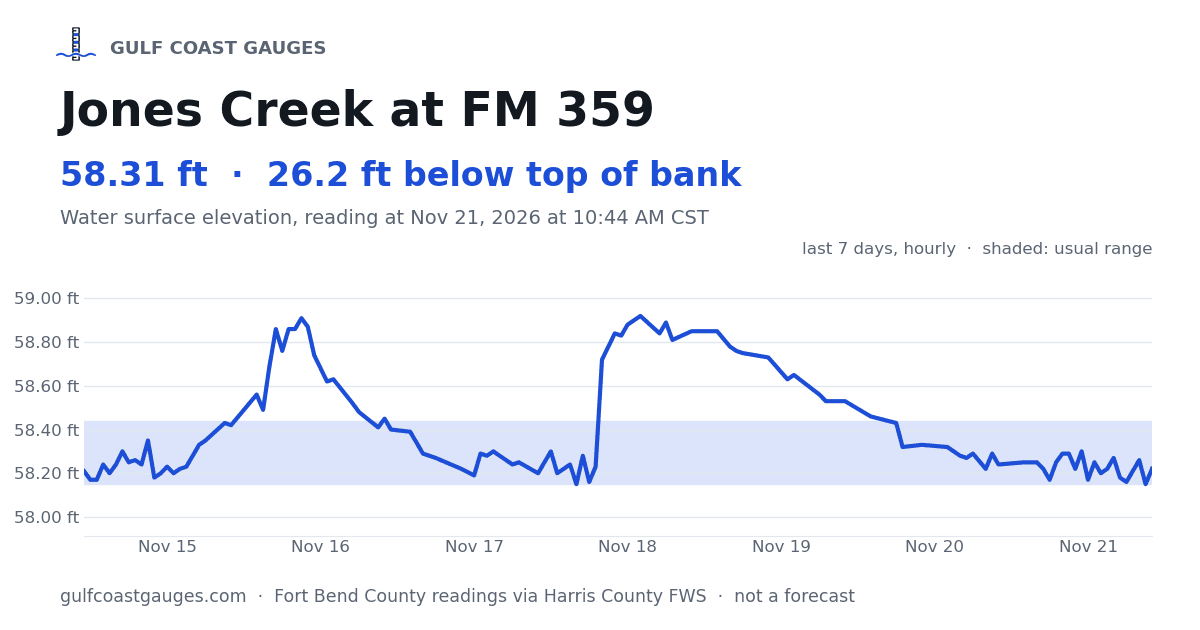 GULF COAST GAUGES
Jones Creek at FM 359
58.31 ft · 26.2 ft below top of bank
Water surface elevation, reading at Nov 21, 2026 at 10:44 AM CST
last 7 days, hourly · shaded: usual range
59.00 ft
58.80 ft
58.60 ft
58.40 ft
58.20 ft
58.00 ft
Nov 15 Nov 16 Nov 17 Nov 18 Nov 19 Nov 20 Nov 21
gulfcoastgauges.com · Fort Bend County readings via Harris County FWS · not a forecast